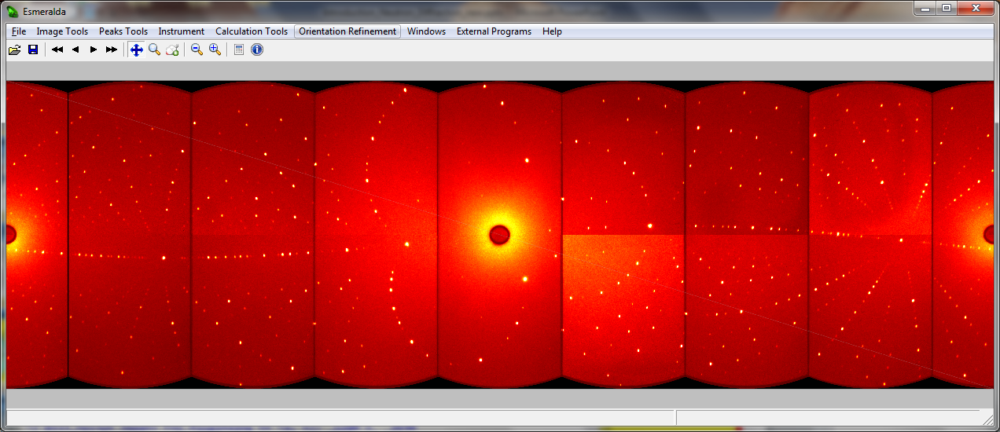 Esmeralda
File Image Tools Peaks Tools Instrument Calculation Tools Orientation Refinement Windows External Programs Help